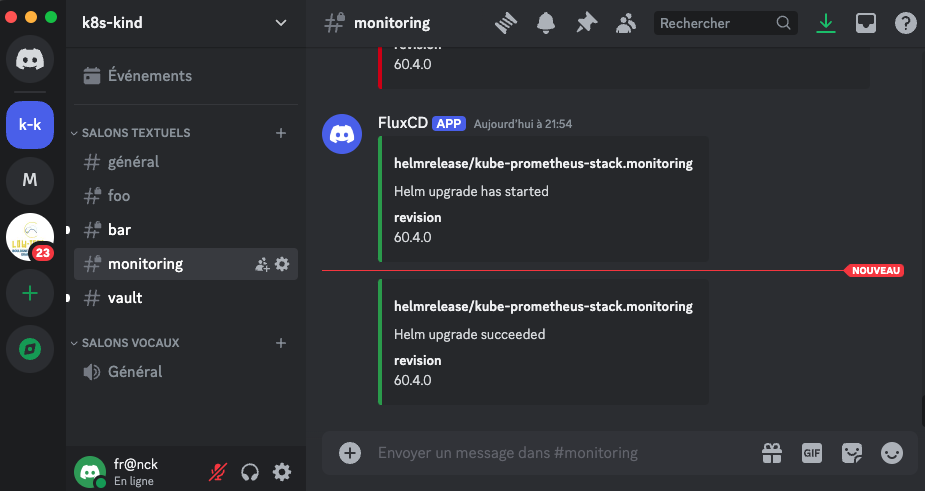 k8s-kind
Événements
k-k
SALONS TEXTUELS
général
M
foo
bar
23
monitoring
vault
SALONS VOCAUX
Général
fr@nck
En ligne
monitoring
Rechercher
revision
60.4.0
FluxCD APP Aujourd'hui à 21:54
helmrelease/kube-prometheus-stack.monitoring
Helm upgrade has started
revision
60.4.0
NOUVEAU
helmrelease/kube-prometheus-stack.monitoring
Helm upgrade succeeded
revision
60.4.0
Envoyer un message dans #monitoring
GIF